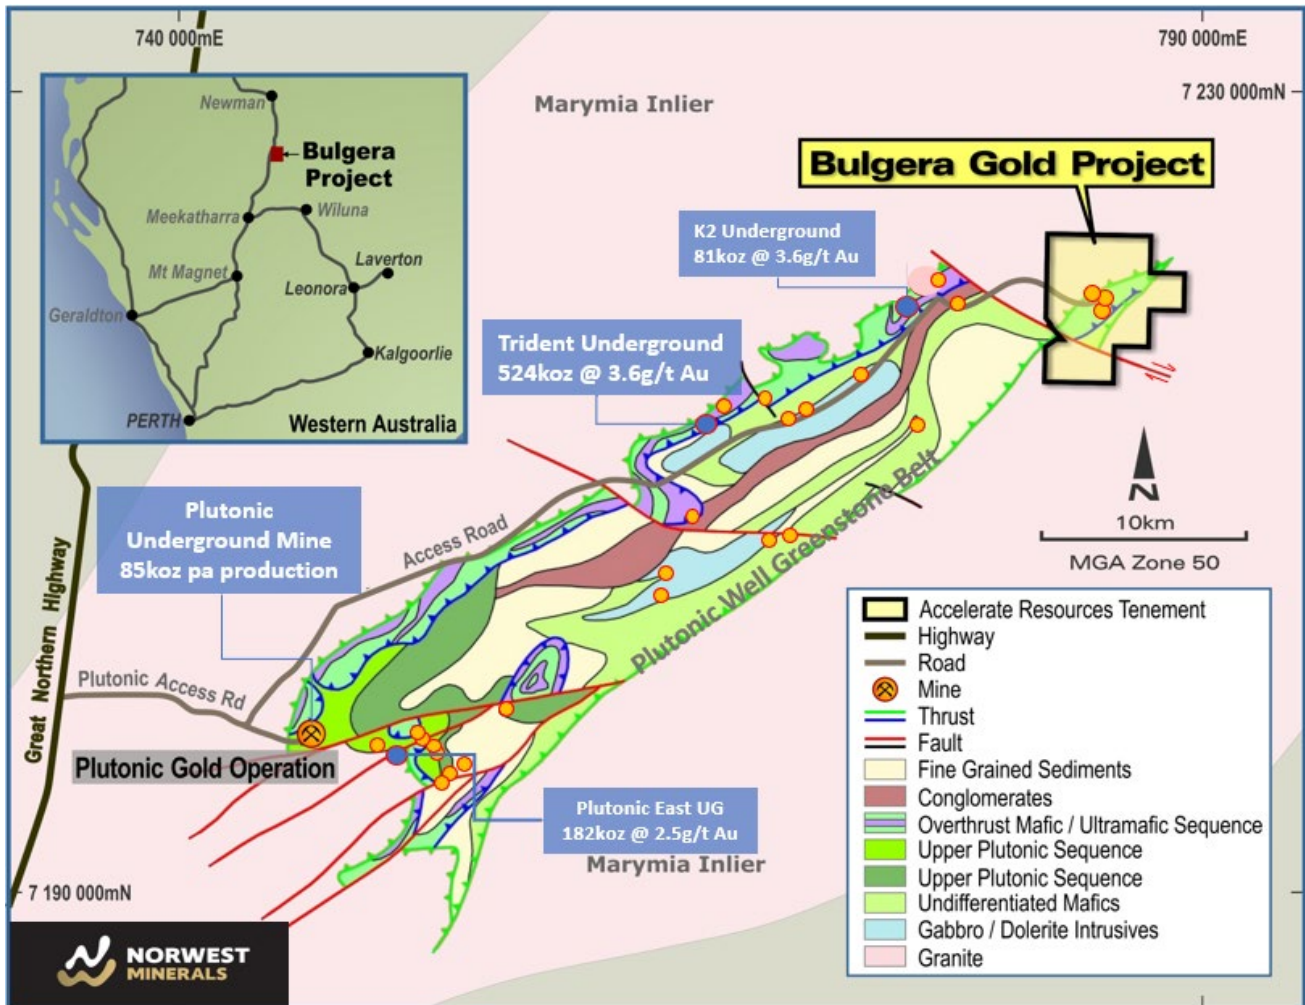 740 000mE
790 000mE
7 230 000mN
Marymia Inlier
Newman
Bulgera
Project
Meekatharra
Wiluna
Mt Magnet
Laverton
Leonora
Geraldton
Kalgoorlie
PERTH
Western Australia
Bulgera Gold Project
K2 Underground
81koz @ 3.6g/t Au
Trident Underground
524koz @ 3.6g/t Au
Plutonic
Underground Mine
85koz pa production
Access Road
Great Northern Highway
Plutonic Access Rd
Plutonic Gold Operation
Plutonic Well Greenstone Belt
Plutonic East UG
182koz @ 2.5g/t Au
Marymia Inlier
7 190 000mN
N
10km
MGA Zone 50
Accelerate Resources Tenement
Highway
Road
Mine
Thrust
Fault
Fine Grained Sediments
Conglomerates
Overthrust Mafic / Ultramafic Sequence
Upper Plutonic Sequence
Upper Plutonic Sequence
Undifferentiated Mafics
Gabbro / Dolerite Intrusives
Granite
NORWEST
MINERALS